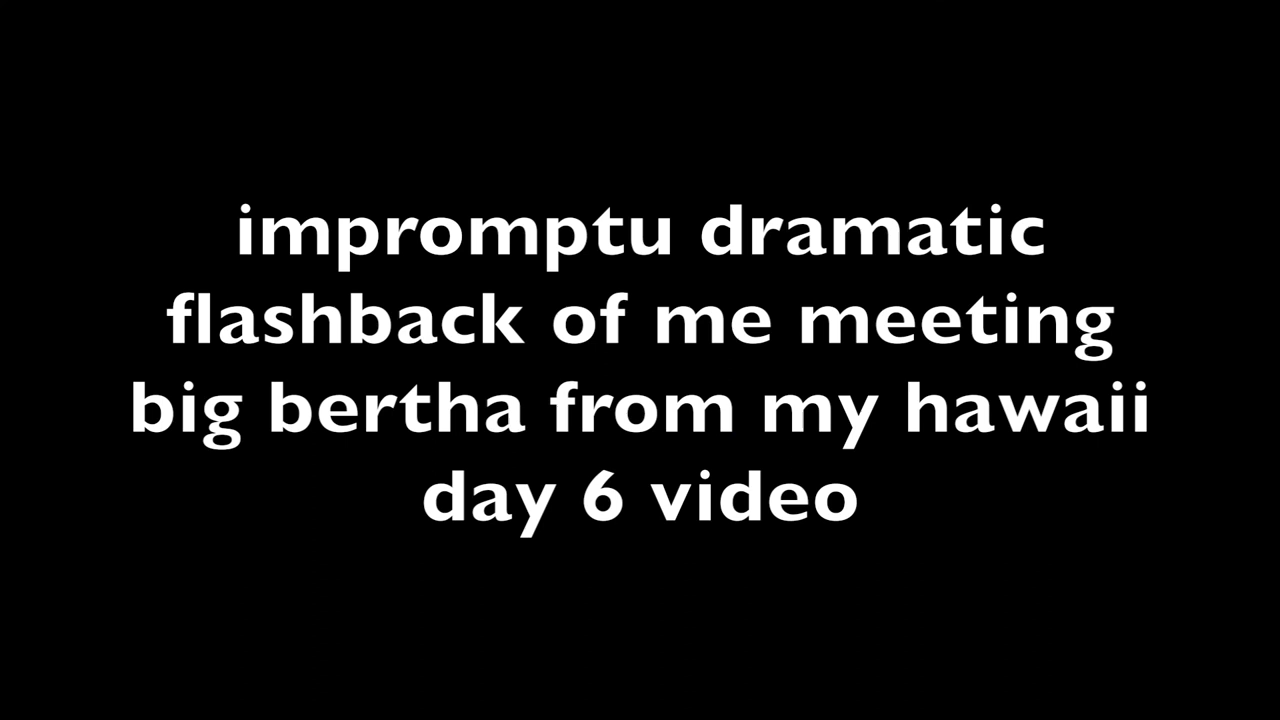 impromptu dramatic
flashback of me meeting
big bertha from my hawaii
day 6 video